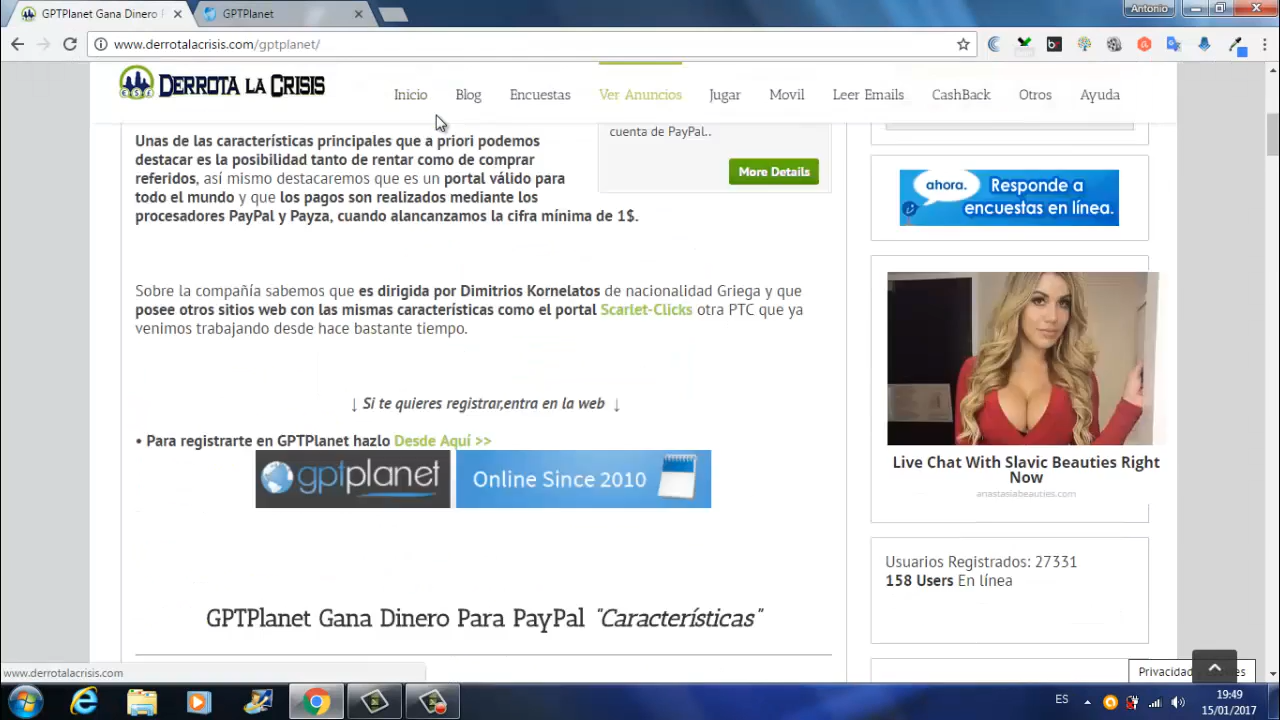 GPTPlanet Gana Dinero P
GPTPlanet
Antonio
www.derrotalacrisis.com/gptplanet/
DERROTA LA CRISIS
Inicio
Blog
Encuestas
Ver Anuncios
Jugar
Movil
Leer Emails
CashBack
Otros
Ayuda
Unas de las características principales que a priori podemos
destacar es la posibilidad tanto de rentar como de comprar
referidos, así mismo destacaremos que es un portal válido para
todo el mundo y que los pagos son realizados mediante los
procesadores PayPal y Payza, cuando alancanzamos la cifra mínima de 1$.
cuenta de PayPal..
More Details
Sobre la compañía sabemos que es dirigida por Dimitrios Kornelatos de nacionalidad Griega y que
posee otros sitios web con las mismas características como el portal Scarlet-Clicks otra PTC que ya
venimos trabajando desde hace bastante tiempo.
↓ Si te quieres registrar,entra en la web ↓
• Para registrarte en GPTPlanet hazlo Desde Aquí >>
gptplanet
Online Since 2010
GPTPlanet Gana Dinero Para PayPal "Características"
ahora.
Responde a
encuestas en línea.
Live Chat With Slavic Beauties Right
Now
anastasiabeauties.com
Usuarios Registrados: 27331
158 Users En línea
www.derrotalacrisis.com
ES
19:49
15/01/2017